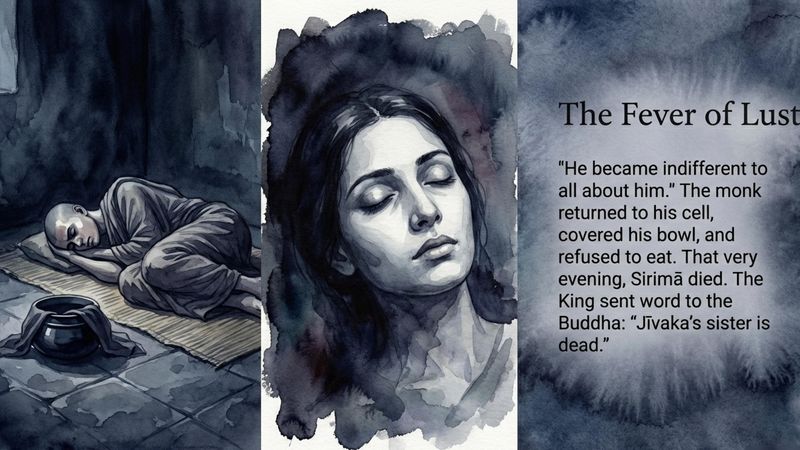 The Fever of Lust
"He became indifferent to
all about him.” The monk
returned to his cell,
covered his bowl, and
refused to eat. That very
evening, Sirimā died. The
King sent word to the
Buddha: “Jīvaka’s sister is
dead.”